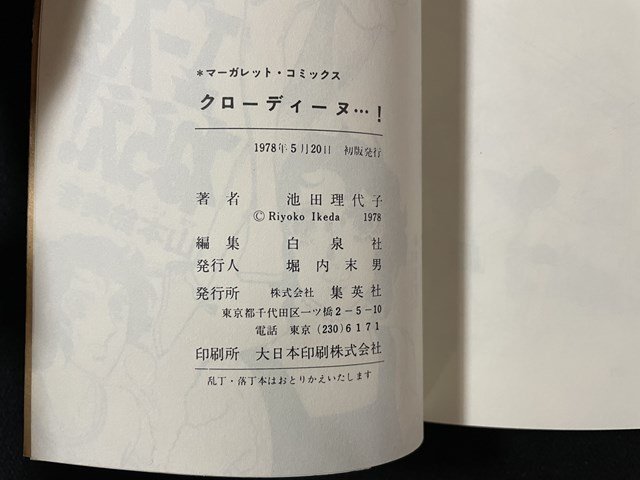 *マーガレット・コミックス
クローディーヌ…!
1978年5月20日 初版発行
著者 池田理代子
©Riyoko Ikeda 1978
編集 白泉社
発行人 堀内末男
発行所 株式会社 集英社
東京都千代田区一ツ橋2-5-10
電話 東京(230)6171
印刷所 大日本印刷株式会社
乱丁・落丁本はおとりかえいたします